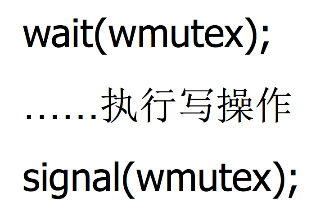 wait(wmutex);
……执行写操作
signal(wmutex);